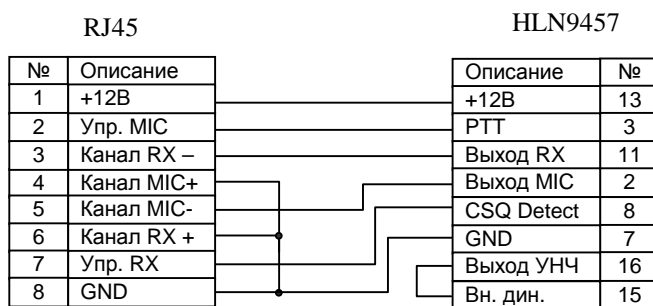 RJ45 HLN9457
№ Описание Описание №
1 +12В +12В 13
2 Упр. MIC PTT 3
3 Канал RX – Выход RX 11
4 Канал MIC+ Выход MIC 2
5 Канал MIC- CSQ Detect 8
6 Канал RX + GND 7
7 Упр. RX Выход УНЧ 16
8 GND Вн. дин. 15